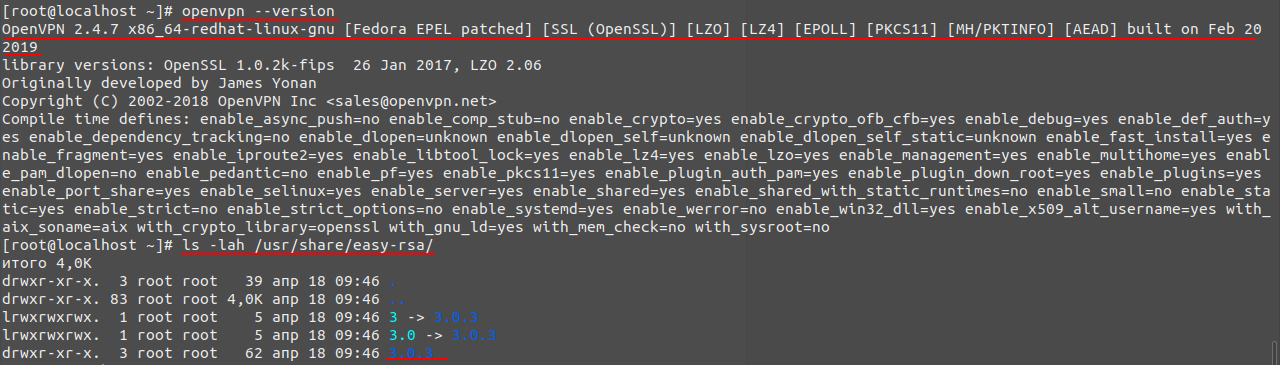 [root@localhost ~]# openvpn --version
OpenVPN 2.4.7 x86_64-redhat-linux-gnu [Fedora EPEL patched] [SSL (OpenSSL)] [LZO] [LZ4] [EPOLL] [PKCS11] [MH/PKTINFO] [AEAD] built on Feb 20
2019
library versions: OpenSSL 1.0.2k-fips  26 Jan 2017, LZO 2.06
Originally developed by James Yonan
Copyright (C) 2002-2018 OpenVPN Inc <sales@openvpn.net>
Compile time defines: enable_async_push=no enable_comp_stub=no enable_crypto=yes enable_crypto_ofb_cfb=yes enable_debug=yes enable_def_auth=y
es enable_dependency_tracking=no enable_dlopen=unknown enable_dlopen_self=unknown enable_dlopen_self_static=unknown enable_fast_install=yes e
nable_fragment=yes enable_iproute2=yes enable_libtool_lock=yes enable_lz4=yes enable_lzo=yes enable_management=yes enable_multihome=yes enabl
e_pam_dlopen=no enable_pedantic=no enable_pf=yes enable_pkcs11=yes enable_plugin_auth_pam=yes enable_plugin_down_root=yes enable_plugins=yes
enable_port_share=yes enable_selinux=yes enable_server=yes enable_shared=yes enable_shared_with_static_runtimes=no enable_small=no enable_sta
tic=yes enable_strict=no enable_strict_options=no enable_systemd=yes enable_werror=no enable_win32_dll=yes enable_x509_alt_username=yes with_
aix_soname=aix with_crypto_library=openssl with_gnu_ld=yes with_mem_check=no with_sysroot=no
[root@localhost ~]# ls -lah /usr/share/easy-rsa/
итого 4,0K
drwxr-xr-x.  3 root root   39 апр 18 09:46 .
drwxr-xr-x. 83 root root 4,0K апр 18 09:46 ..
lrwxrwxrwx.  1 root root    5 апр 18 09:46 3 -> 3.0.3
lrwxrwxrwx.  1 root root    5 апр 18 09:46 3.0 -> 3.0.3
drwxr-xr-x.  3 root root   62 апр 18 09:46 3.0.3